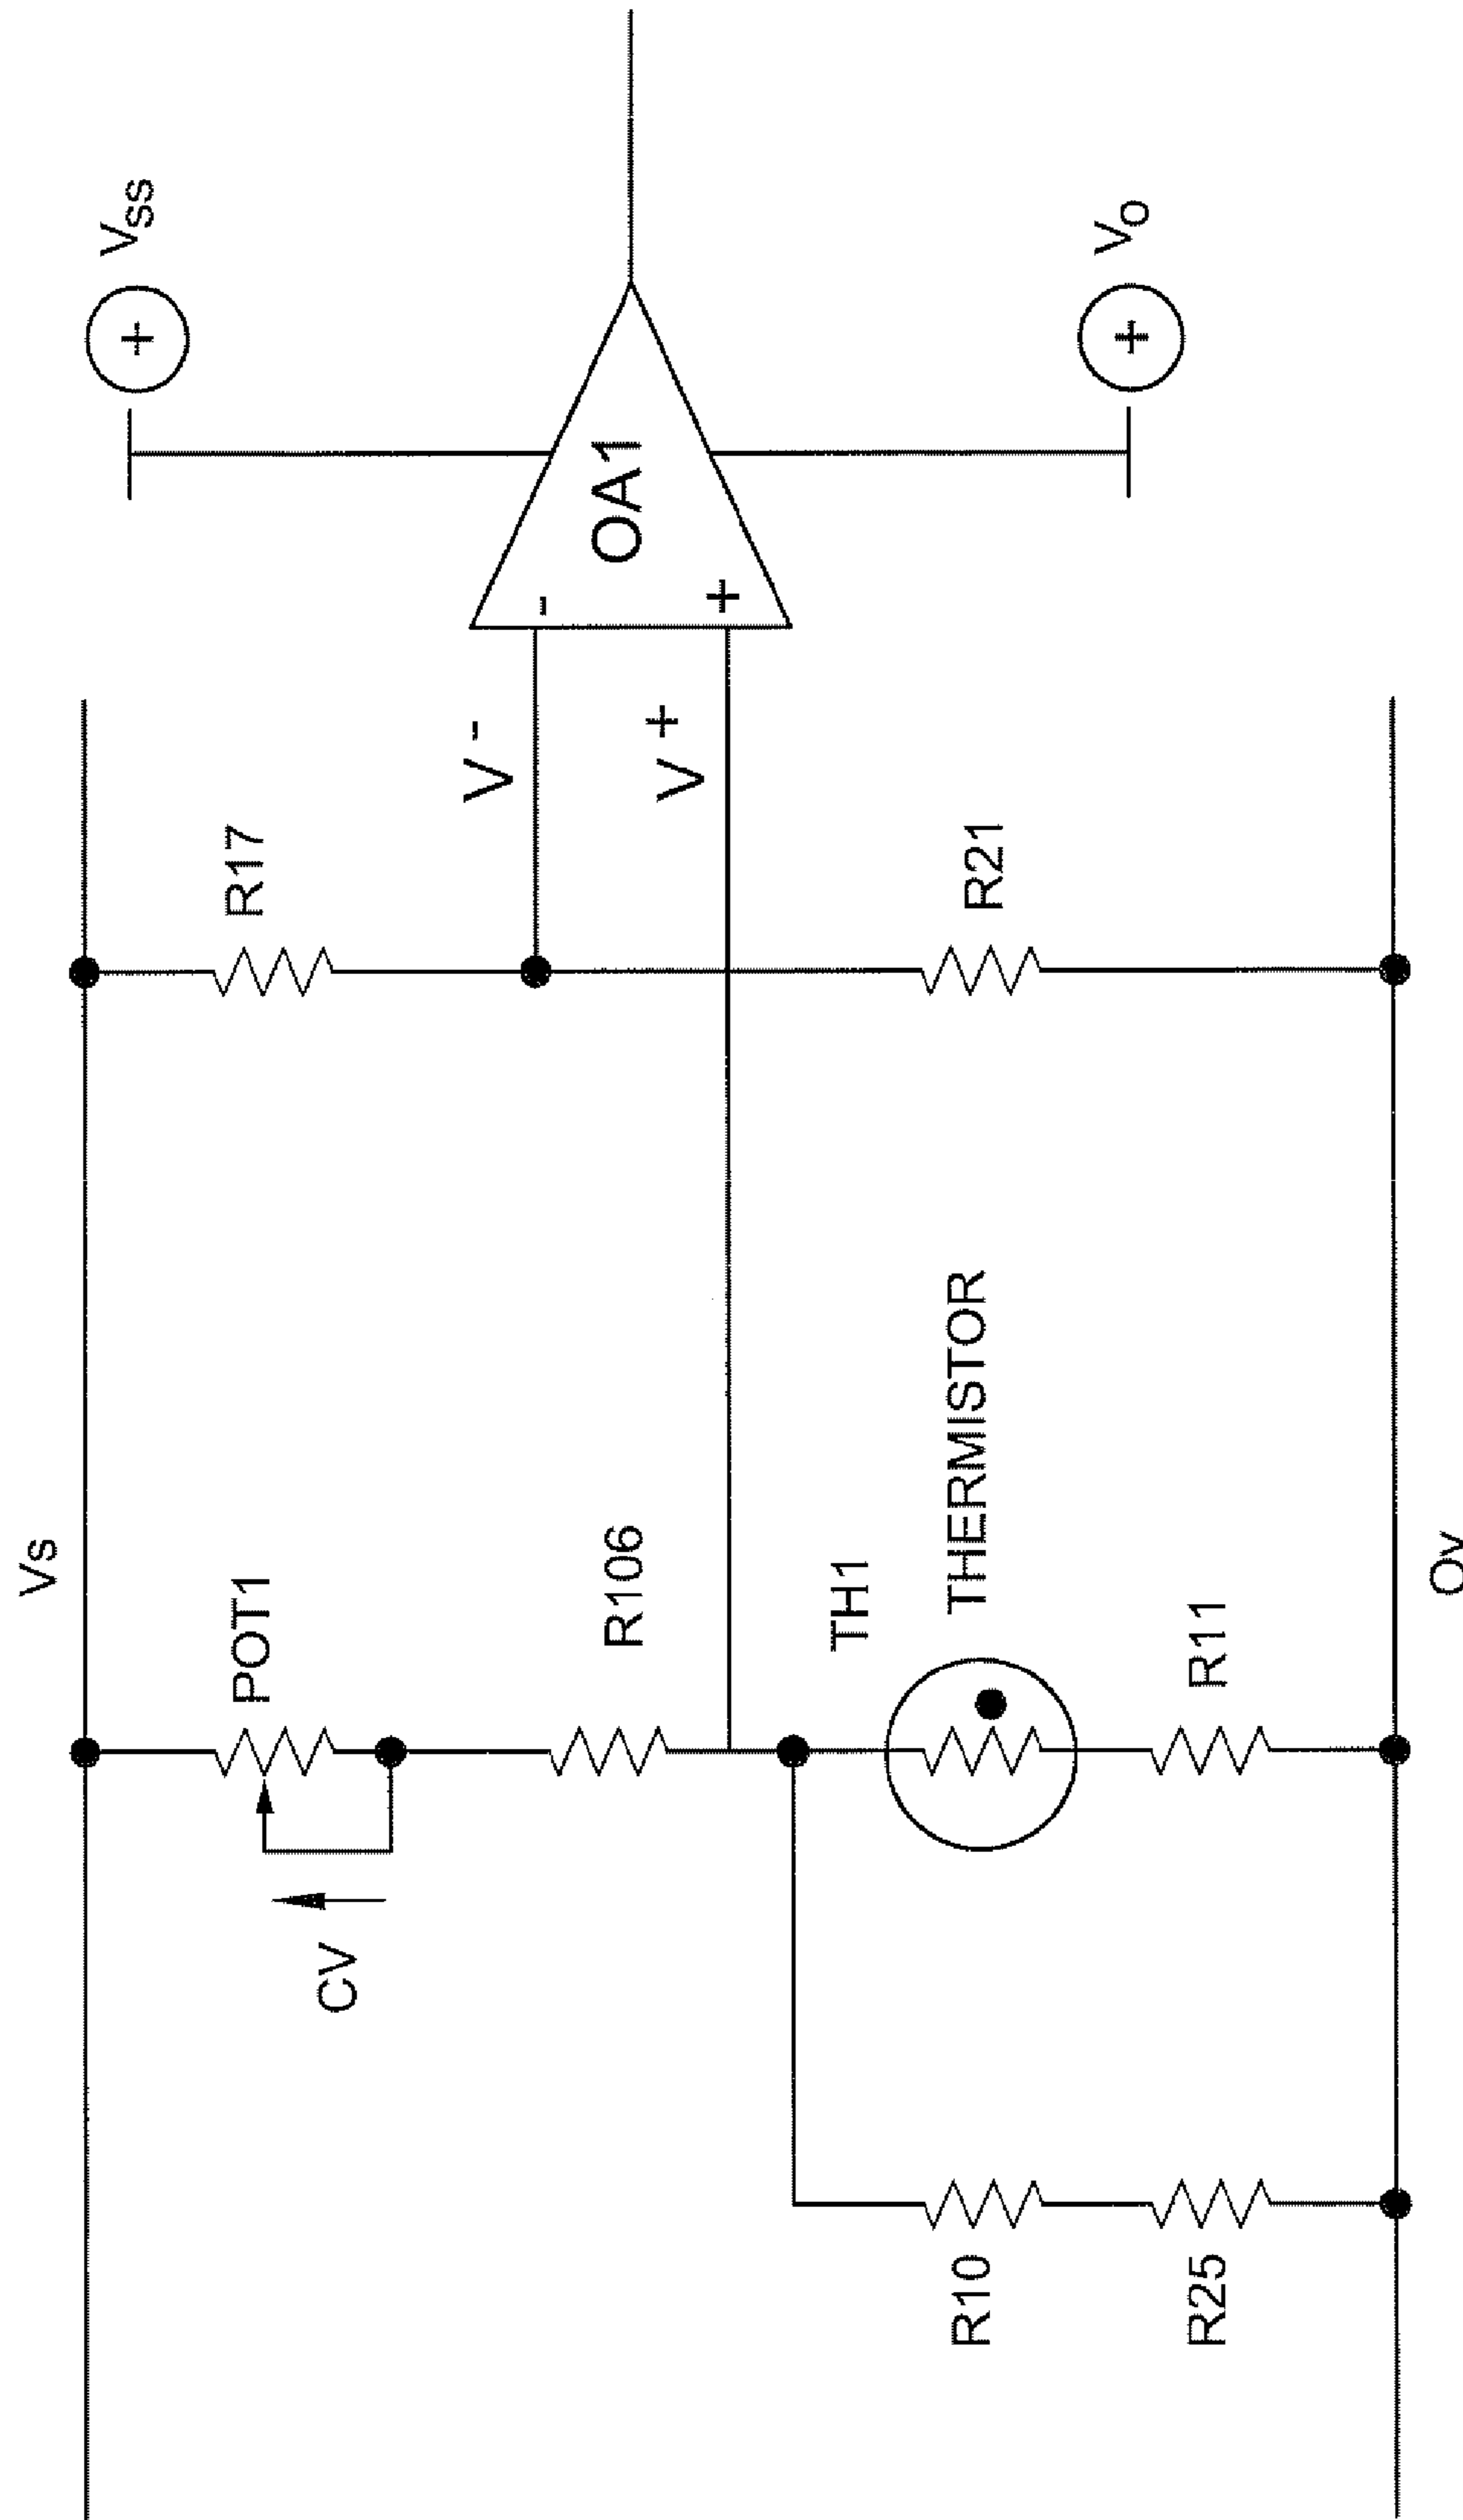 Vs
POT1
CV
R106
R17
V -
V +
-
+
OA1
+
VSS
+
VO
TH1
THERMISTOR
R21
R10
R11
R25
Ov